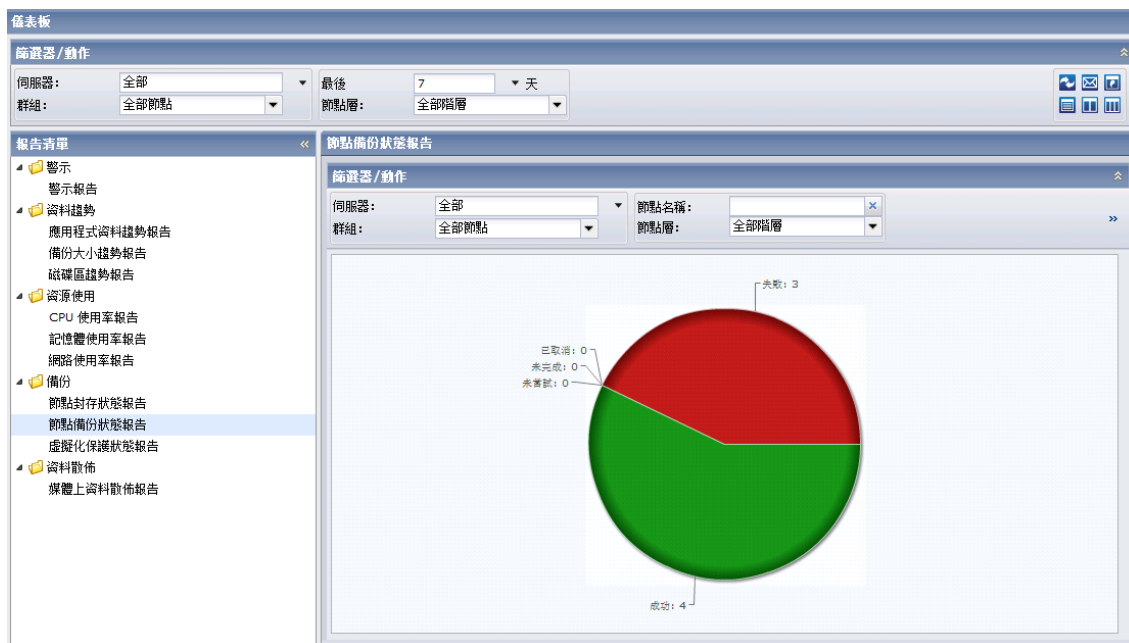 儀表板
篩選器/動作
伺服器: 全部 最後 7 天
群組: 全部節點 節點層: 全部階層
報告清單
警示
警示報告
資料趨勢
應用程式資料趨勢報告
備份大小趨勢報告
磁碟區趨勢報告
資源使用
CPU 使用率報告
記憶體使用率報告
網路使用率報告
備份
節點封存狀態報告
節點備份狀態報告
虛擬化保護狀態報告
資料散佈
媒體上資料散佈報告
節點備份狀態報告
篩選器/動作
伺服器: 全部 節點名稱:
群組: 全部節點 節點層: 全部階層
失敗: 3
已取消: 0
未完成: 0
未嘗試: 0
成功: 4